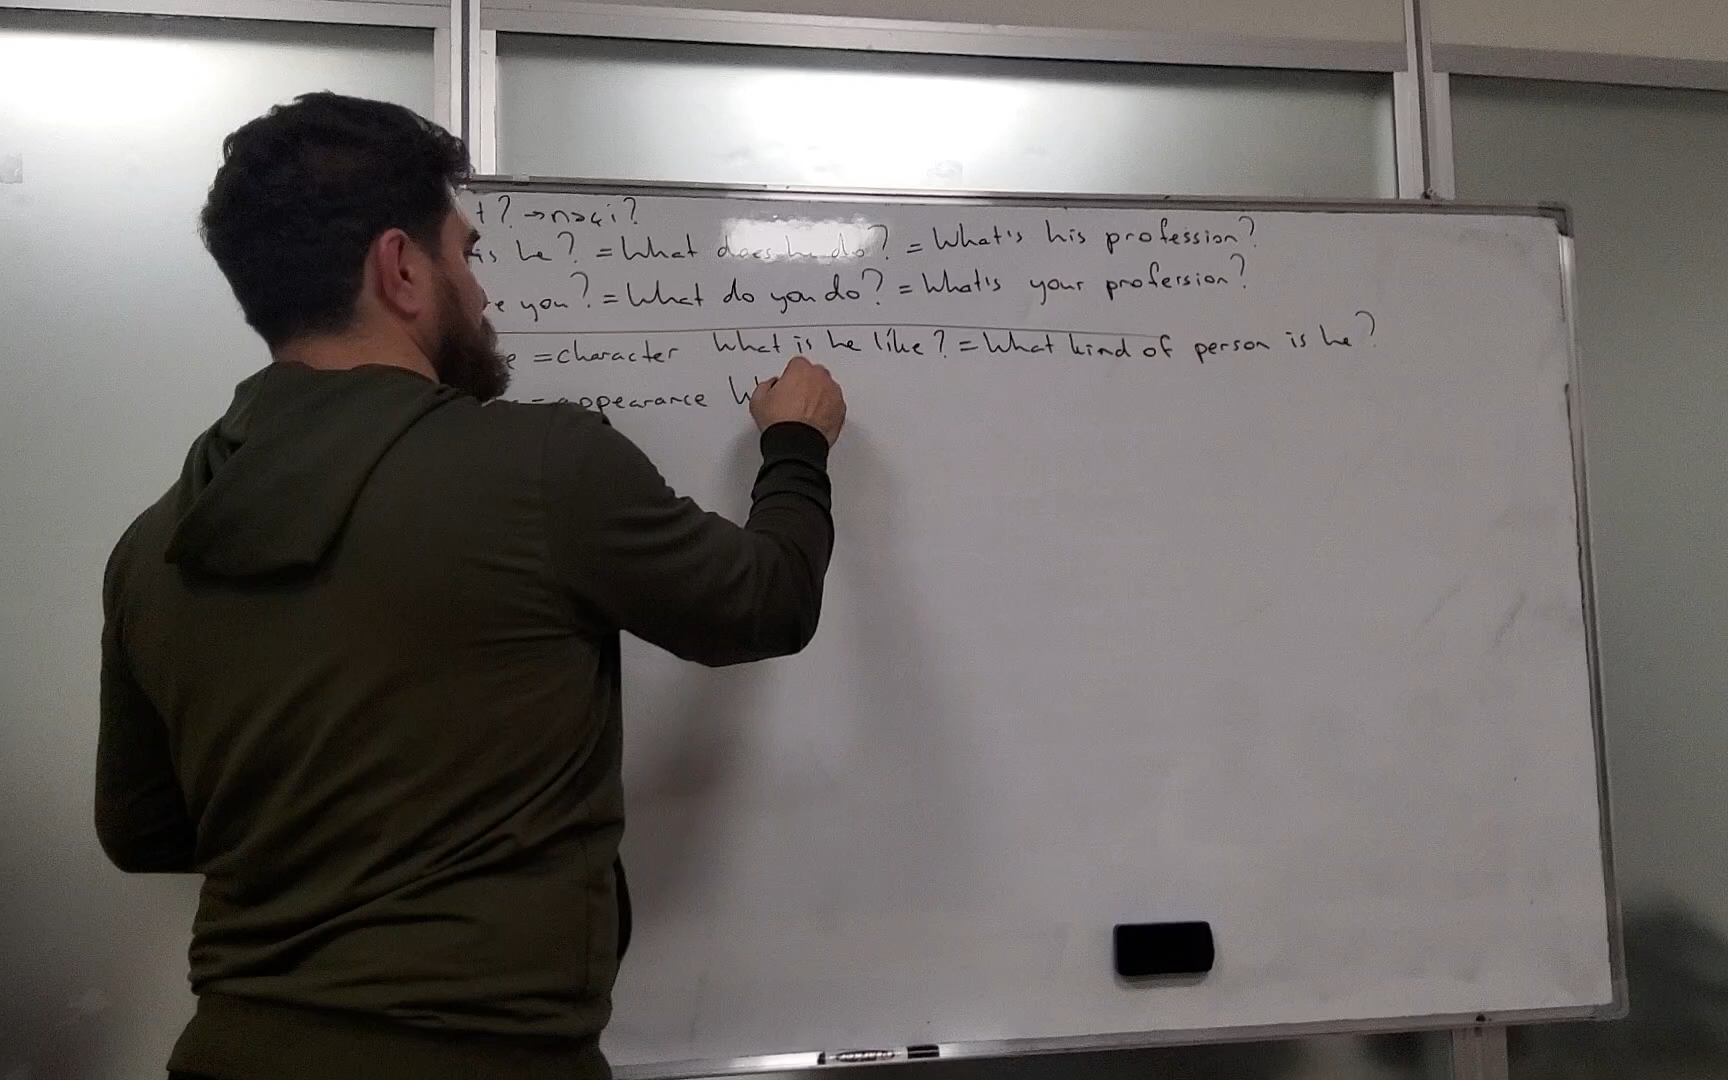 t? →nəçi?
is he? = What does he do? = What's his profession?
re you? = What do you do? = What's your profession?
e = character What is he like? = What kind of person is he?
= appearance W